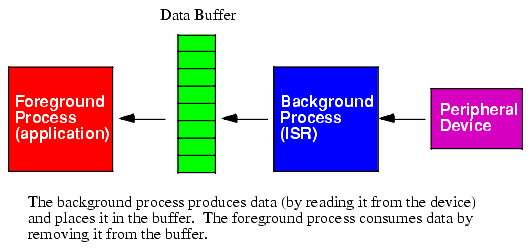 Data Buffer
Foreground
Process
(application)
Background
Process
(ISR)
Peripheral
Device
The background process produces data (by reading it from the device)
and places it in the buffer.  The foreground process consumes data by
removing it from the buffer.